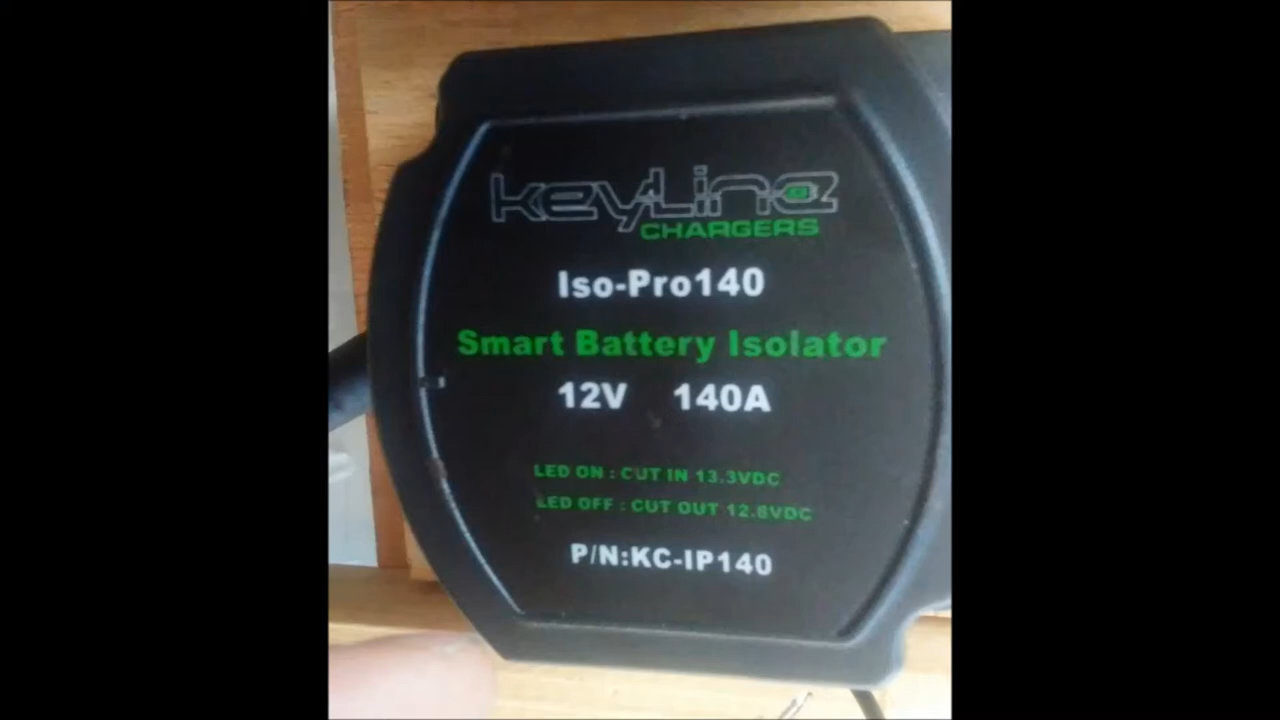 keyLine
CHARGERS
Iso-Pro140
Smart Battery Isolator
12V 140A
LED ON : CUT IN 13.3VDC
LED OFF : CUT OUT 12.8VDC
P/N:KC-IP140